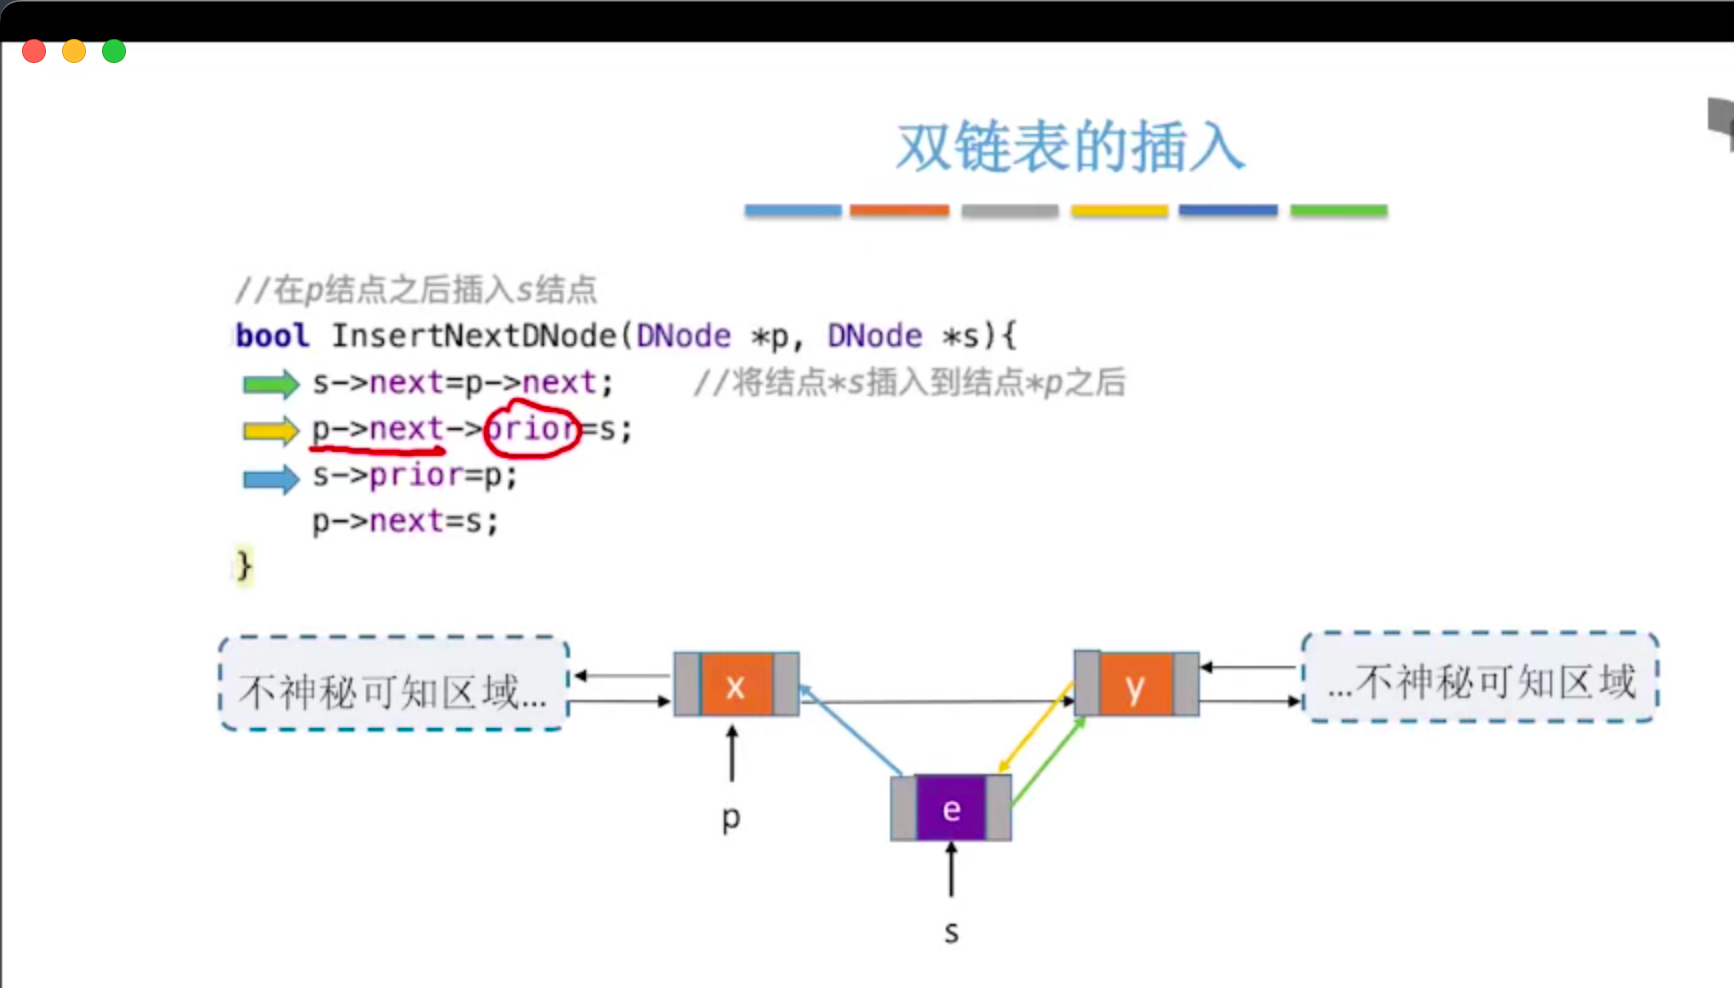 双链表的插入
//在p结点之后插入s结点
bool InsertNextDNode(DNode *p, DNode *s){
s->next=p->next; //将结点*s插入到结点*p之后
p->next->prior=s;
s->prior=p;
p->next=s;
}
不神秘可知区域... x y ...不神秘可知区域
p e
s